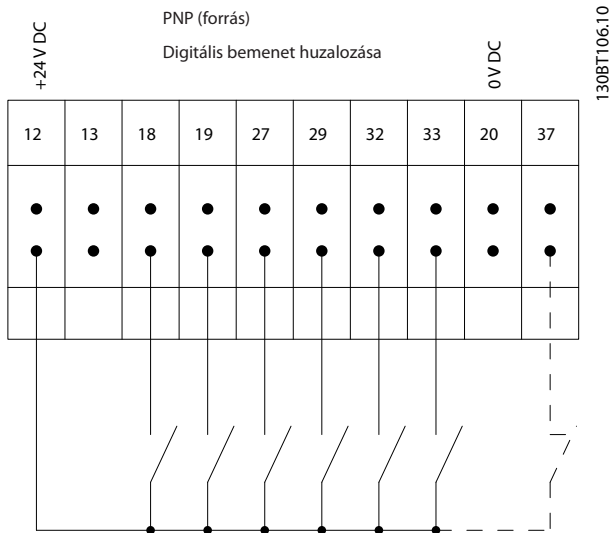 PNP (forrás)
Digitális bemenet huzalozása
+24 V DC
0 V DC
130BT106.10
12 13 18 19 27 29 32 33 20 37